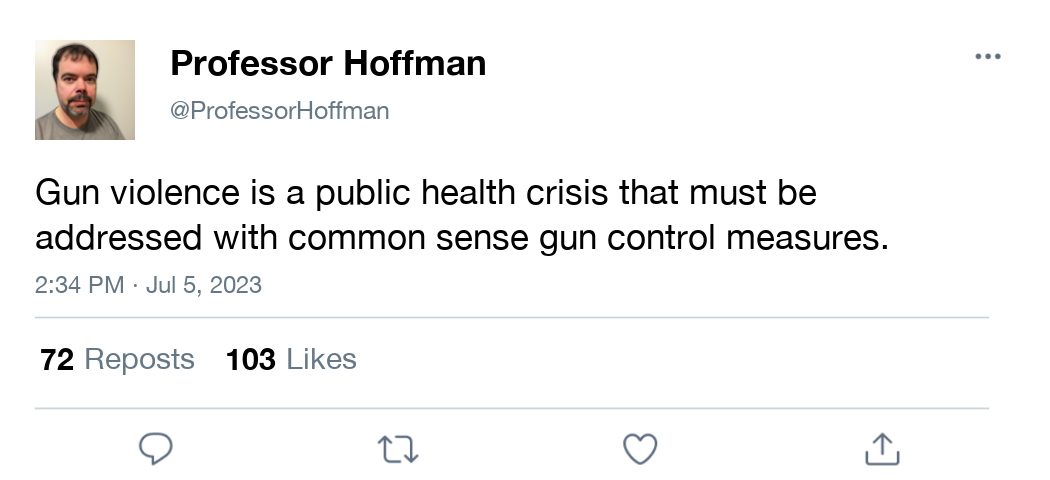 Professor Hoffman
@ProfessorHoffman
Gun violence is a public health crisis that must be
addressed with common sense gun control measures.
2:34 PM · Jul 5, 2023
72 Reposts 103 Likes